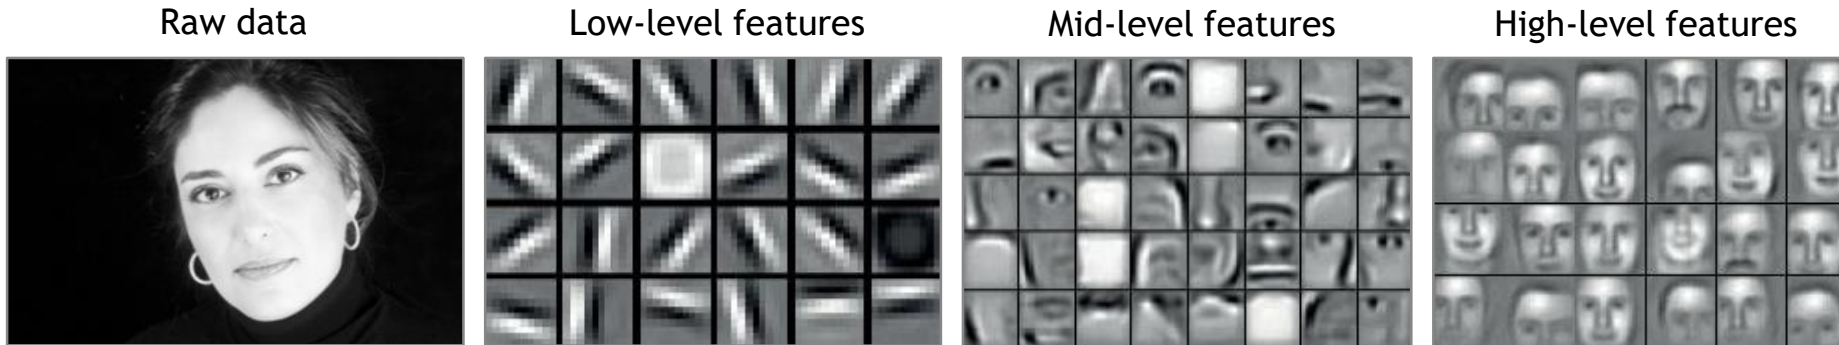 Raw data
Low-level features
Mid-level features
High-level features